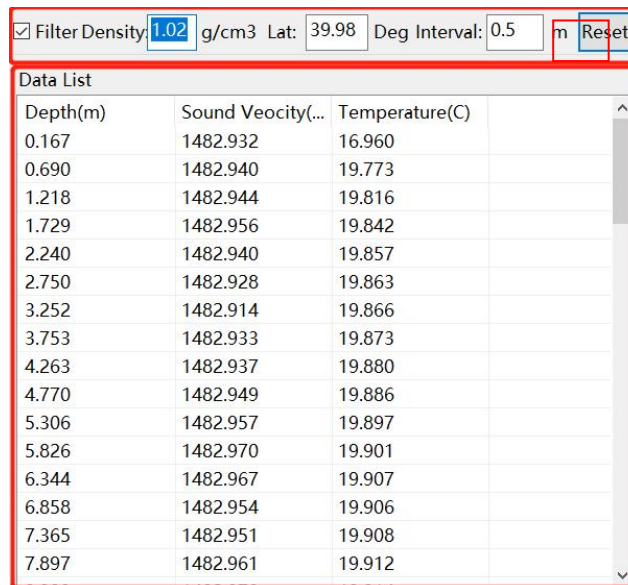 Filter Density: 1.02 g/cm3 Lat: 39.98 Deg Interval: 0.5 m Reset
Data List
Depth(m) Sound Veocity(... Temperature(C)
0.167 1482.932 16.960
0.690 1482.940 19.773
1.218 1482.944 19.816
1.729 1482.956 19.842
2.240 1482.940 19.857
2.750 1482.928 19.863
3.252 1482.914 19.866
3.753 1482.933 19.873
4.263 1482.937 19.880
4.770 1482.949 19.886
5.306 1482.957 19.897
5.826 1482.970 19.901
6.344 1482.967 19.907
6.858 1482.954 19.906
7.365 1482.951 19.908
7.897 1482.961 19.912